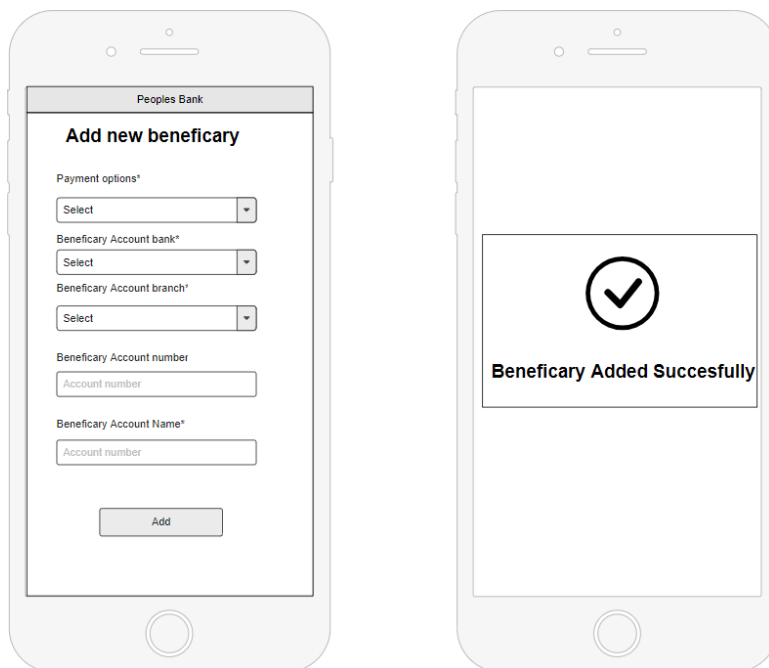 Peoples Bank
Add new beneficary
Payment options*
Select
Beneficary Account bank*
Select
Beneficary Account branch*
Select
Beneficary Account number
Account number
Beneficary Account Name*
Account number
Add
Beneficary Added Succesfully